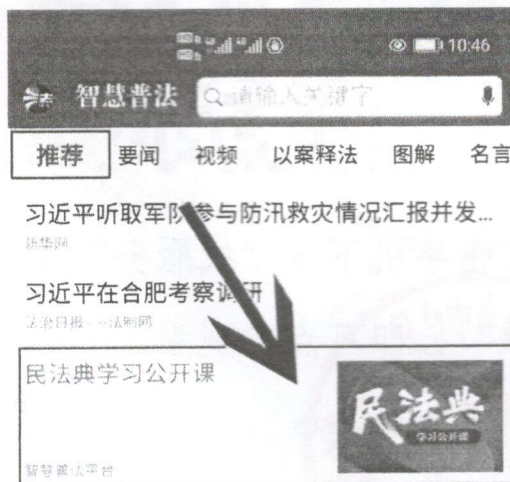 10:46
智慧普法 请输入关键字
推荐 要闻 视频 以案释法 图解 名言
习近平听取军队参与防汛救灾情况汇报并发...
新华网
习近平在合肥考察调研
法治日报--法制网
民法典学习公开课
民法典
学习公开课
智慧普法平台